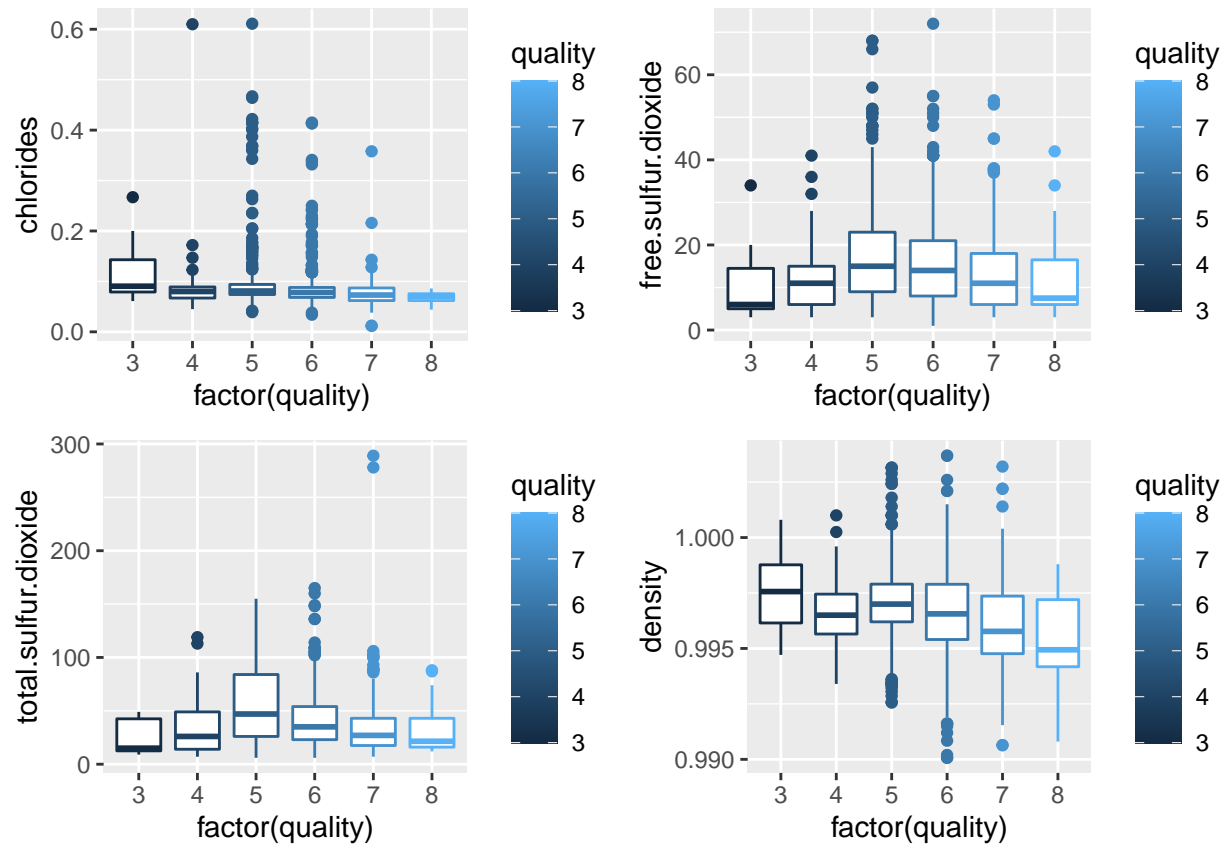 chlorides
0.6
0.4
0.2
0.0
3 4 5 6 7 8
factor(quality)
quality
8
7
6
5
4
3
free.sulfur.dioxide
60
40
20
0
3 4 5 6 7 8
factor(quality)
quality
8
7
6
5
4
3
total.sulfur.dioxide
300
200
100
0
3 4 5 6 7 8
factor(quality)
quality
8
7
6
5
4
3
density
1.000
0.995
0.990
3 4 5 6 7 8
factor(quality)
quality
8
7
6
5
4
3